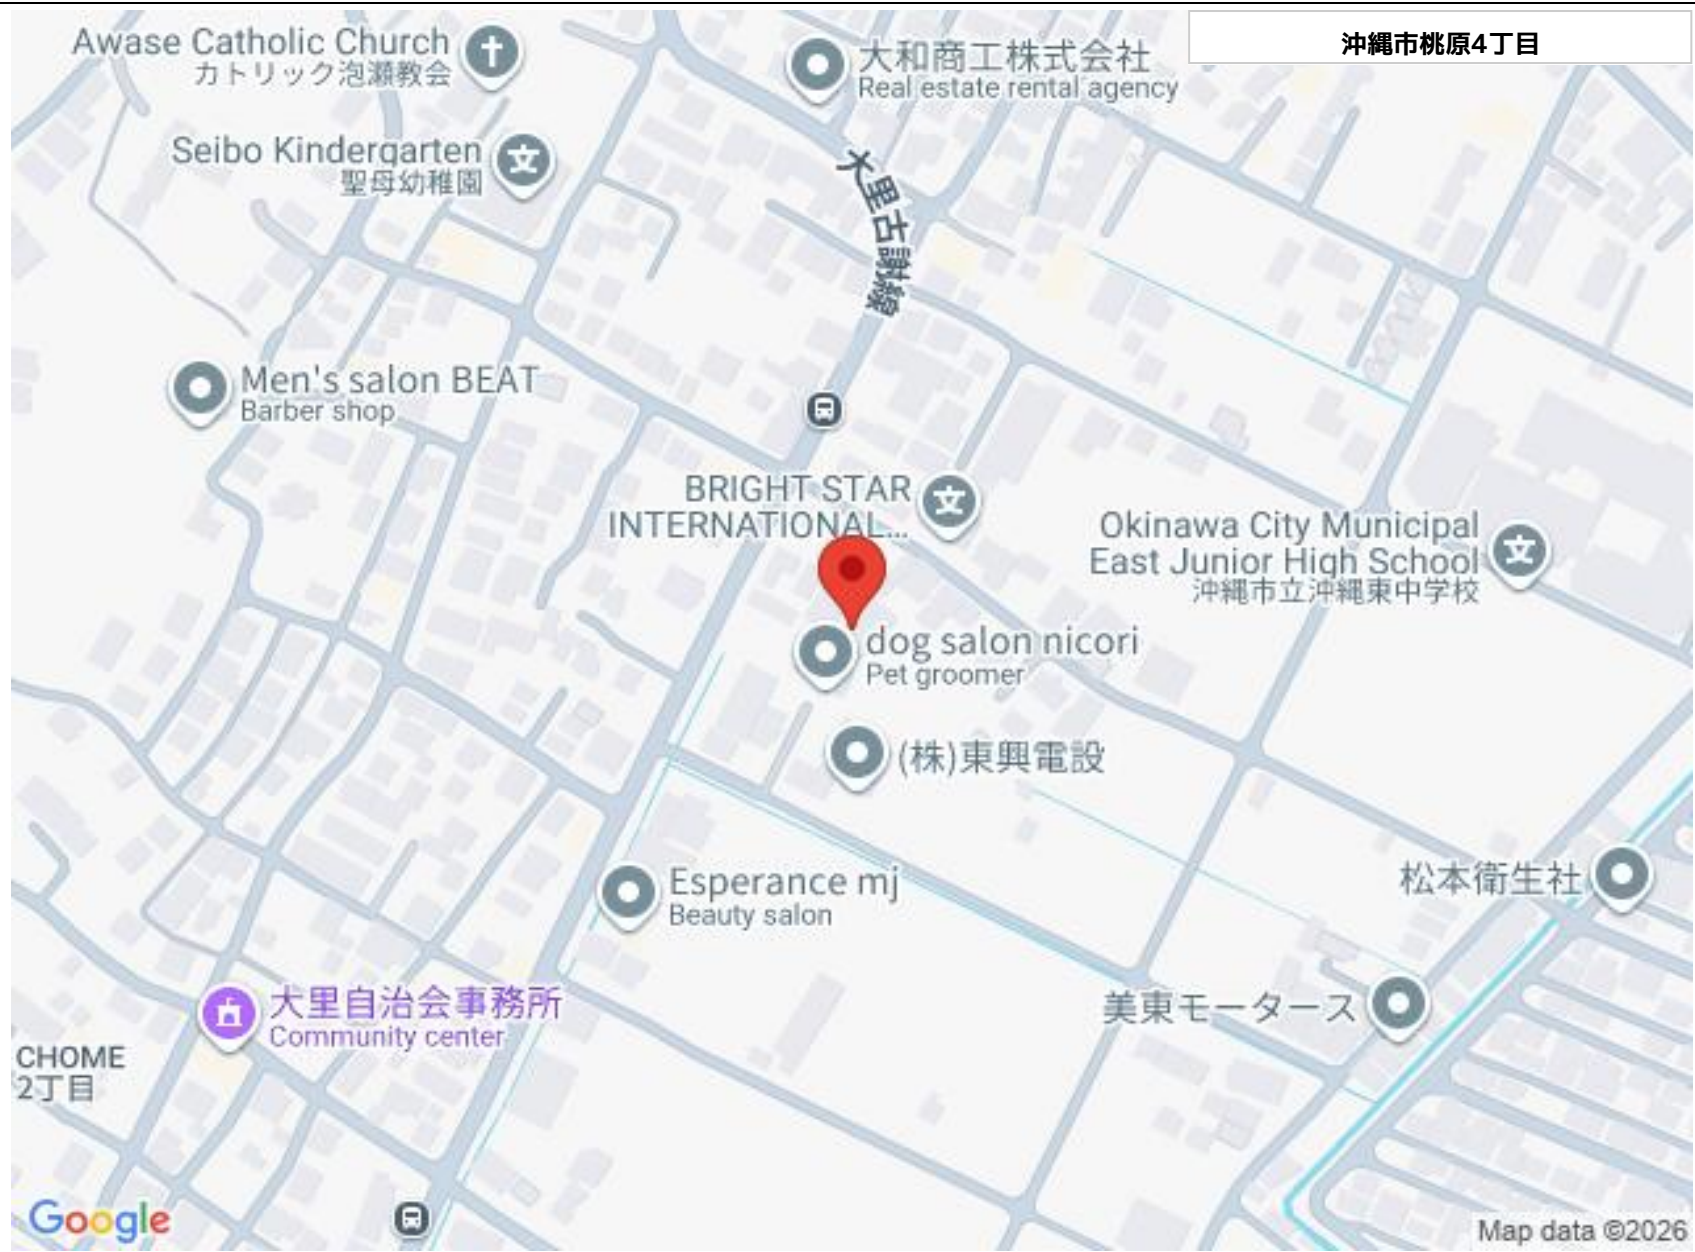 沖縄市桃原4丁目
Awase Catholic Church
カトリック泡瀬教会
大和商工株式会社
Real estate rental agency
Seibo Kindergarten
聖母幼稚園
大里古謝線
Men's salon BEAT
Barber shop
BRIGHT STAR
INTERNATIONAL...
Okinawa City Municipal
East Junior High School
沖縄市立沖縄東中学校
dog salon nicori
Pet groomer
(株)東興電設
Esperance mj
Beauty salon
松本衛生社
大里自治会事務所
Community center
美東モータース
CHOME
2丁目
Google
Map data ©2026